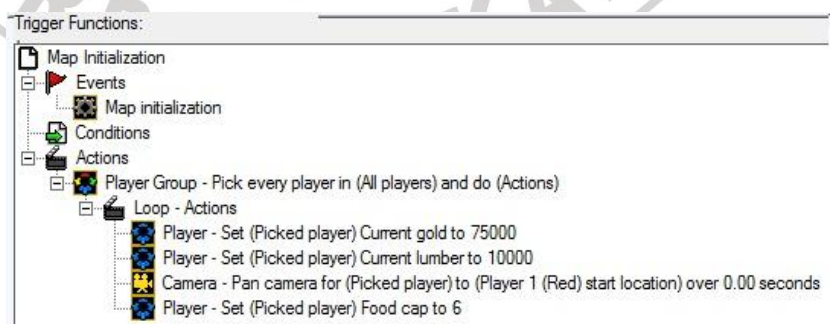 Trigger Functions:
Map Initialization
Events
Map initialization
Conditions
Actions
Player Group - Pick every player in (All players) and do (Actions)
Loop - Actions
Player - Set (Picked player) Current gold to 75000
Player - Set (Picked player) Current lumber to 10000
Camera - Pan camera for (Picked player) to (Player 1 (Red) start location) over 0.00 seconds
Player - Set (Picked player) Food cap to 6